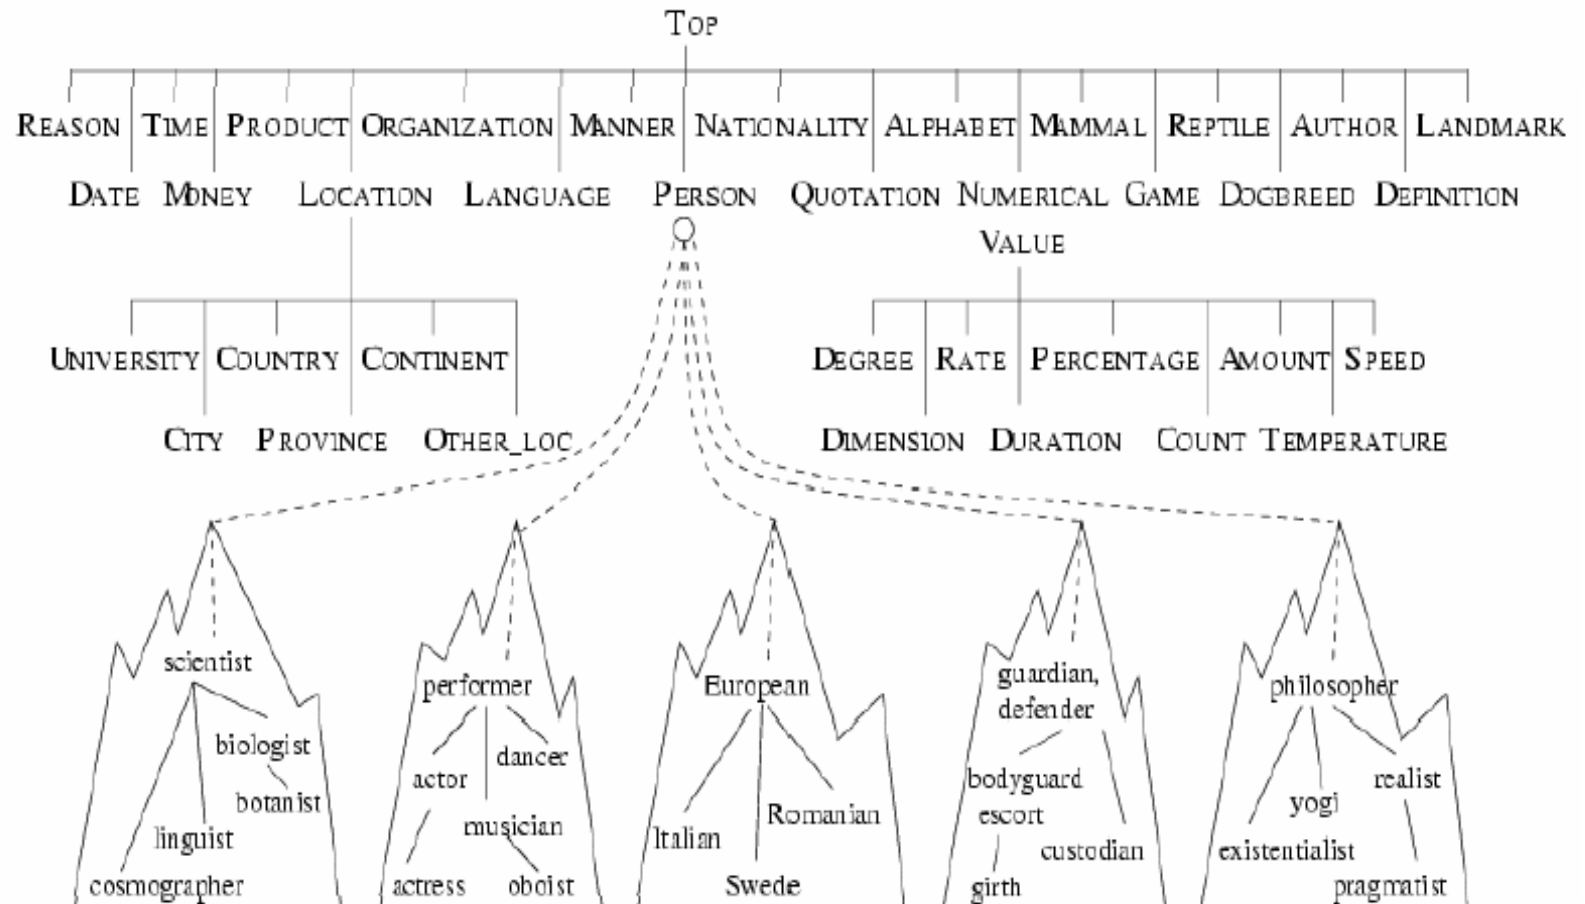 TOP
REASON TIME PRODUCT ORGANIZATION MANNER NATIONALITY ALPHABET MAMMAL REPTILE AUTHOR LANDMARK
DATE MONEY LOCATION LANGUAGE PERSON QUOTATION NUMERICAL GAME DOGBREED DEFINITION
VALUE
UNIVERSITY COUNTRY CONTINENT DEGREE RATE PERCENTAGE AMOUNT SPEED
CITY PROVINCE OTHER_LOC DIMENSION DURATION COUNT TEMPERATURE
scientist
biologist
botanist
linguist
cosmographer
performer
dancer
actor
musician
actress oboist
European
Romanian
Italian
Swede
guardian,
defender
bodyguard
escort
custodian
girth
philosopher
realist
yogi
existentialist
pragmatist